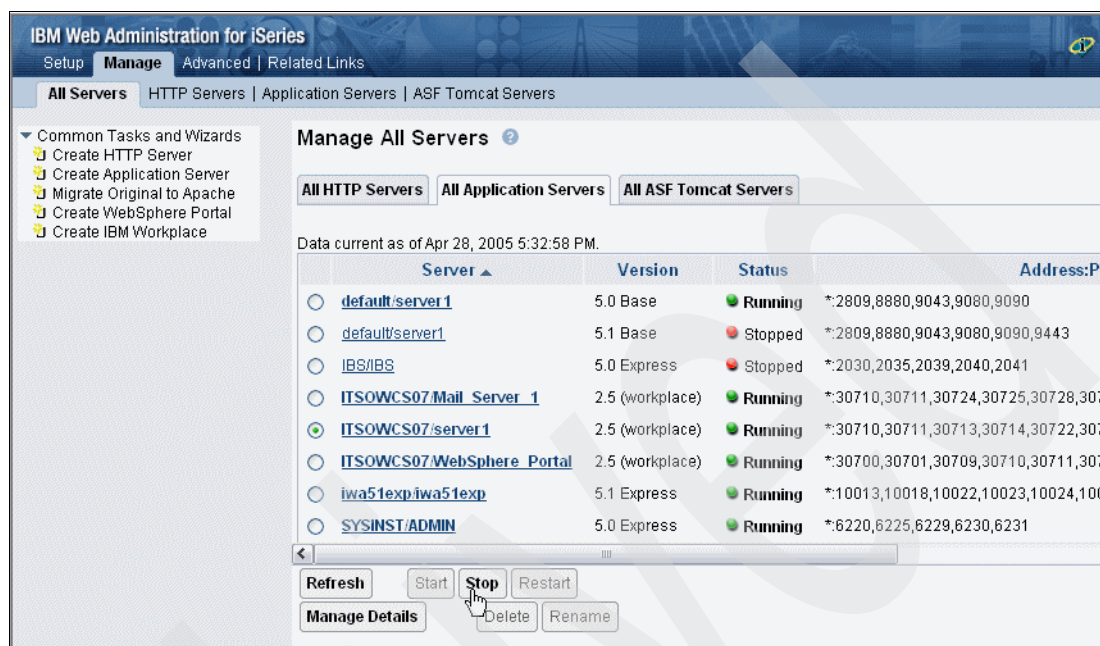 IBM Web Administration for iSeries
Setup Manage Advanced | Related Links
All Servers HTTP Servers | Application Servers | ASF Tomcat Servers
Common Tasks and Wizards
Create HTTP Server
Create Application Server
Migrate Original to Apache
Create WebSphere Portal
Create IBM Workplace
Manage All Servers ?
All HTTP Servers All Application Servers All ASF Tomcat Servers
Data current as of Apr 28, 2005 5:32:58 PM.
Server Version Status Address:P
default/server1 5.0 Base Running *:2809,8880,9043,9080,9090
default/server1 5.1 Base Stopped *:2809,8880,9043,9080,9090,9443
IBS/IBS 5.0 Express Stopped *:2030,2035,2039,2040,2041
ITSOWCS07/Mail_Server_1 2.5 (workplace) Running *:30710,30711,30724,30725,30728,307
ITSOWCS07/server1 2.5 (workplace) Running *:30710,30711,30713,30714,30722,307
ITSOWCS07/WebSphere_Portal 2.5 (workplace) Running *:30700,30701,30709,30710,30711,307
iwa51exp/iwa51exp 5.1 Express Running *:10013,10018,10022,10023,10024,100
SYSINST/ADMIN 5.0 Express Running *:6220,6225,6229,6230,6231
Refresh Start Stop Restart
Manage Details Delete Rename